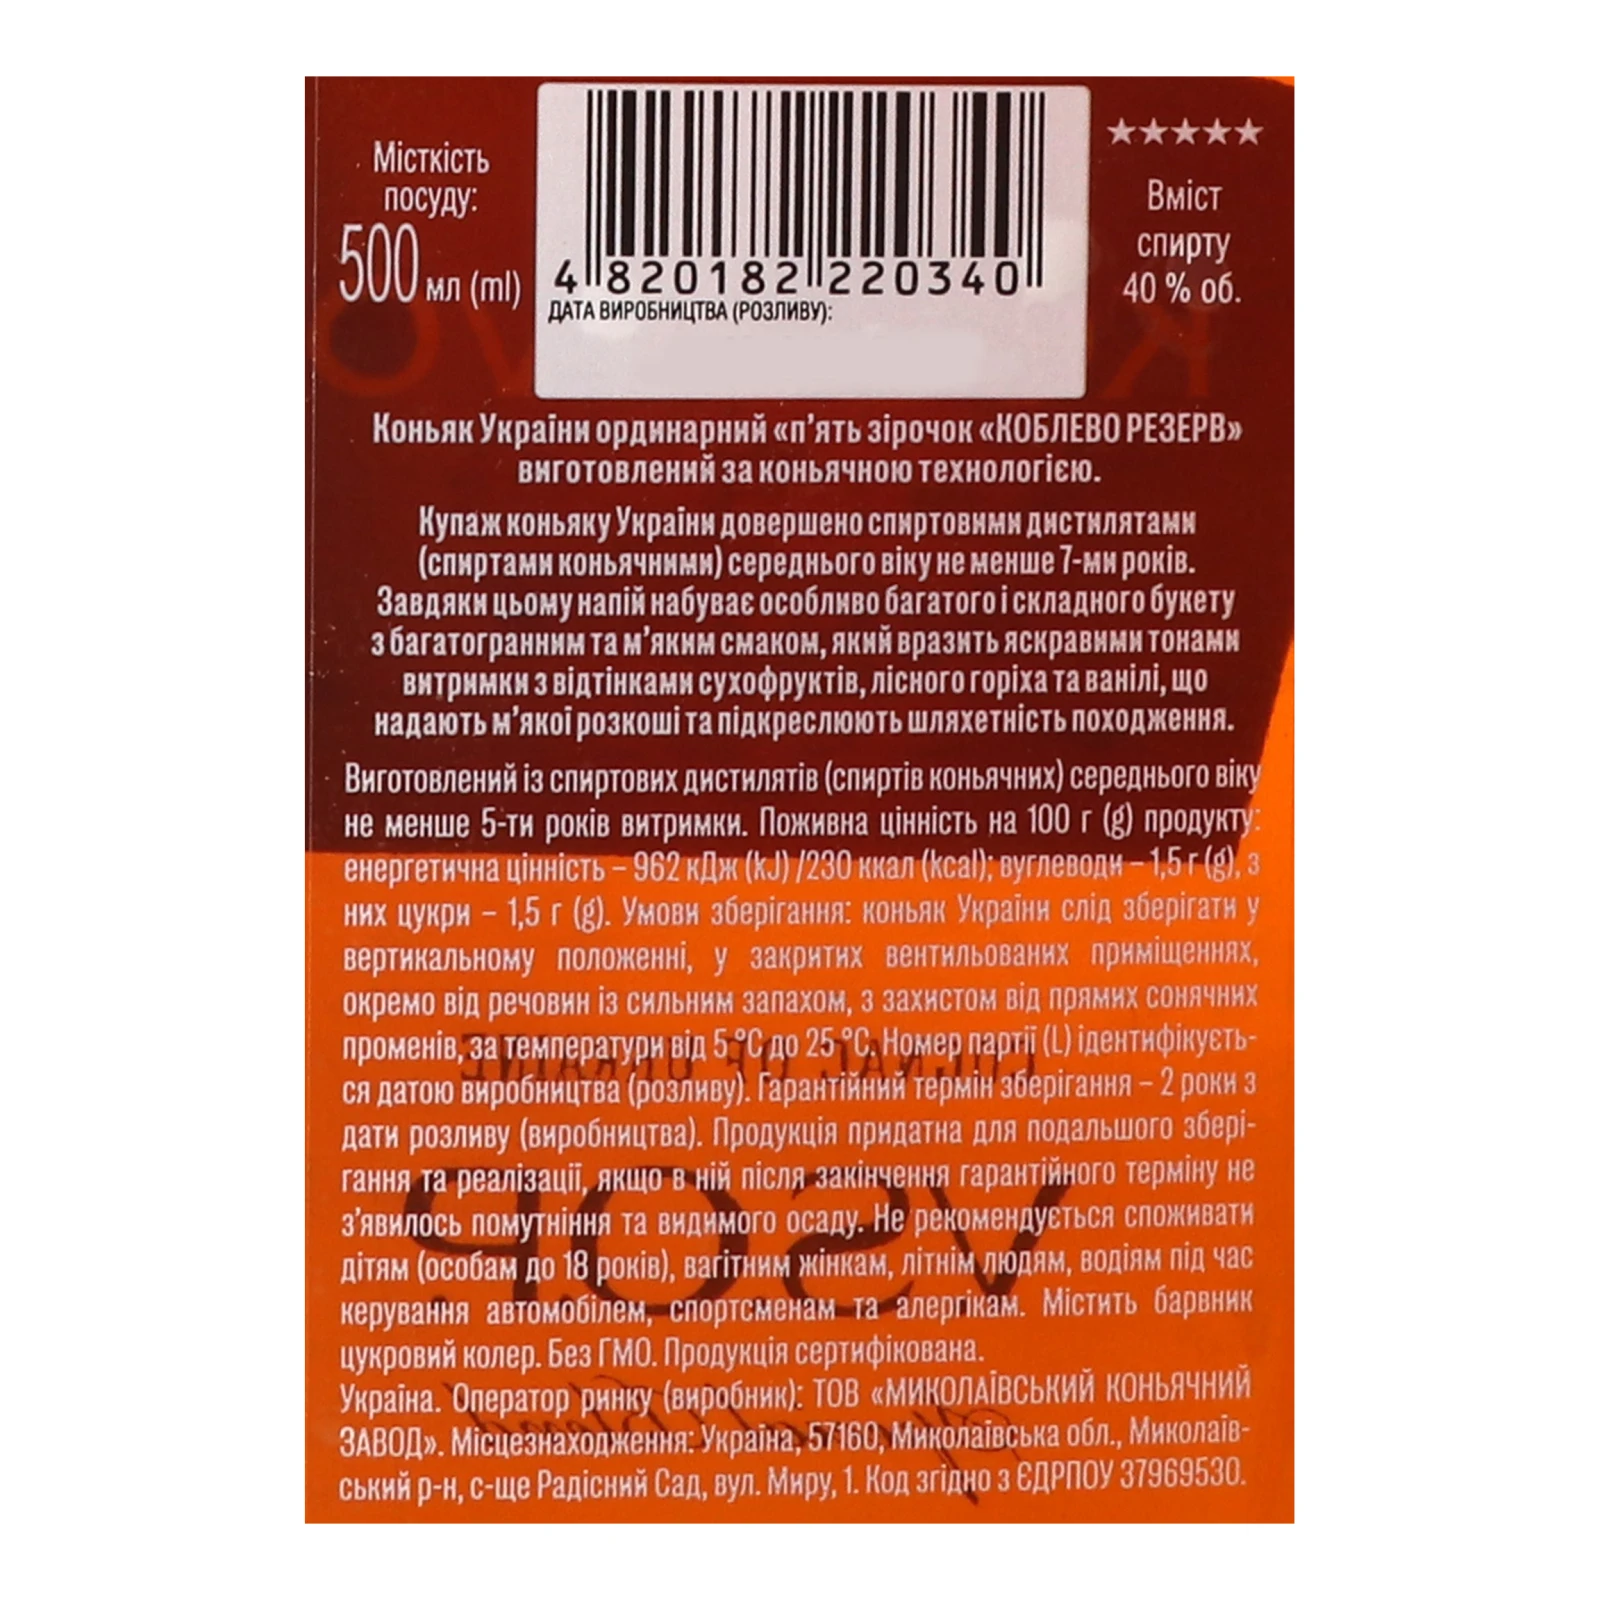 Місткість
посуду:
500 мл (ml)
4 820182 220340
ДАТА ВИРОБНИЦТВА (РОЗЛИВУ):
★★★★★
Вміст
спирту
40 % об.
Коньяк України ординарний «п’ять зірочок «КОБЛЕВО РЕЗЕРВ»
виготовлений за коньячною технологією.
Купаж коньяку України довершено спиртовими дистилятами
(спиртами коньячними) середнього віку не менше 7-ми років.
Завдяки цьому напій набуває особливо багатого і складного букету
з багатогранним та м’яким смаком, який вразить яскравими тонами
витримки з відтінками сухофруктів, лісного горіха та ванілі, що
надають м’якої розкоші та підкреслюють шляхетність походження.
Виготовлений із спиртових дистилятів (спиртів коньячних) середнього віку
не менше 5-ти років витримки. Поживна цінність на 100 г (g) продукту:
енергетична цінність – 962 кДж (kJ) /230 ккал (kcal); вуглеводи – 1,5 г (g), з
них цукри – 1,5 г (g). Умови зберігання: коньяк України слід зберігати у
вертикальному положенні, у закритих вентильованих приміщеннях,
окремо від речовин із сильним запахом, з захистом від прямих сонячних
променів, за температури від 5 °C до 25 °C. Номер партії (L) ідентифікуєть-
ся датою виробництва (розливу). Гарантійний термін зберігання – 2 роки з
дати розливу (виробництва). Продукція придатна для подальшого збері-
гання та реалізації, якщо в ній після закінчення гарантійного терміну не
з’явилось помутніння та видимого осаду. Не рекомендується споживати
дітям (особам до 18 років), вагітним жінкам, літнім людям, водіям під час
керування автомобілем, спортсменам та алергікам. Містить барвник
цукровий колер. Без ГМО. Продукція сертифікована.
Україна. Оператор ринку (виробник): ТОВ «МИКОЛАЇВСЬКИЙ КОНЬЯЧНИЙ
ЗАВОД». Місцезнаходження: Україна, 57160, Миколаївська обл., Миколаїв-
ський р-н, с-ще Радісний Сад, вул. Миру, 1. Код згідно з ЄДРПОУ 37969530.
COGNAC OF UKRAINE
V.S.O.P.